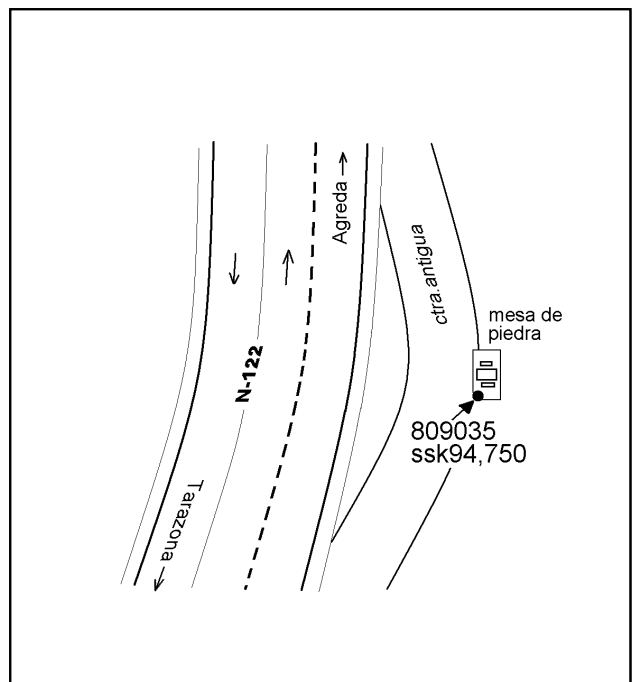 Agreda
ctra.antigua
mesa de
piedra
N-122
809035
ssk94,750
Tarazona